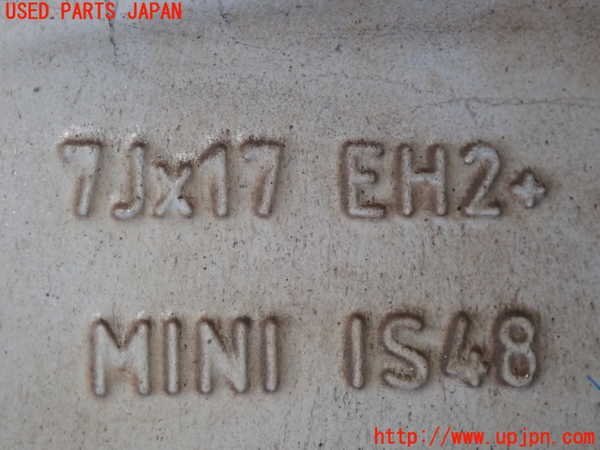 USED PARTS JAPAN
7Jx17 EH2+
MINI IS48
http://www.upjpn.com/